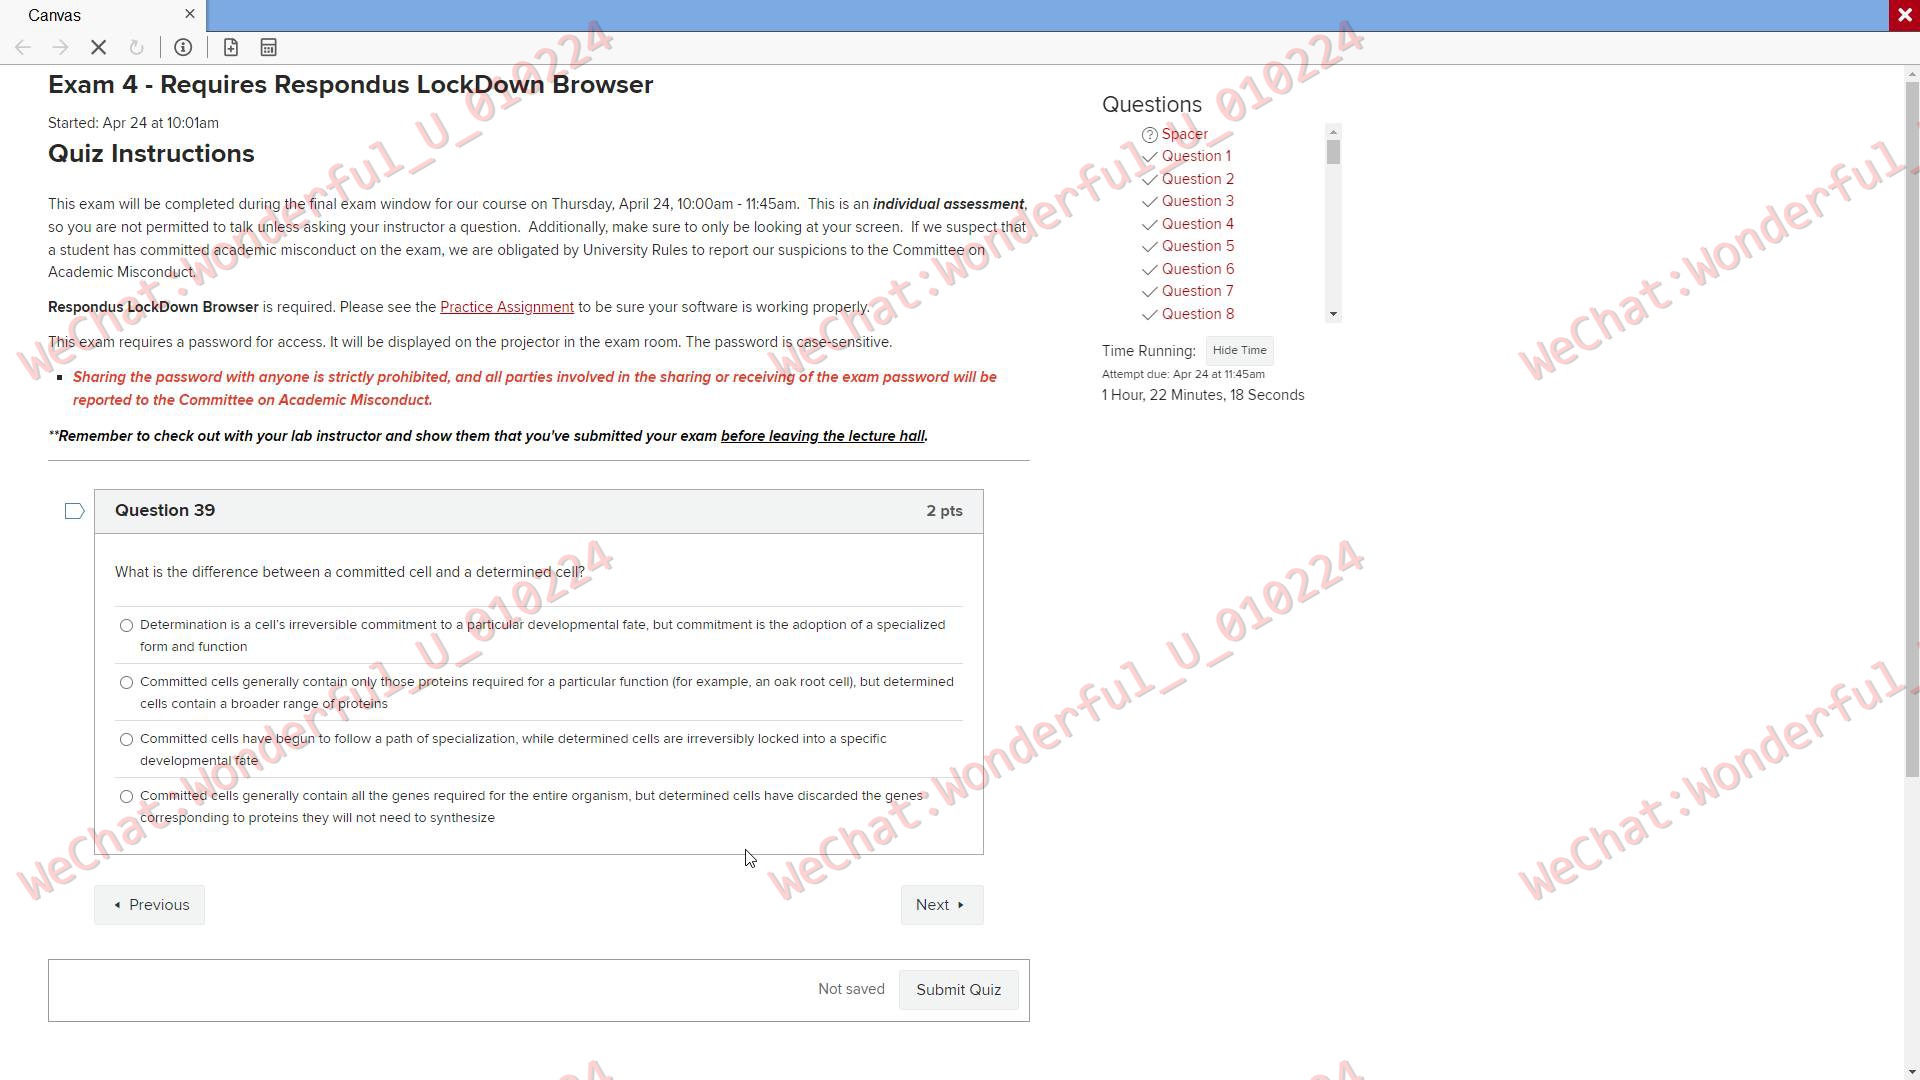 Canvas
Exam 4 - Requires Respondus LockDown Browser
Started: Apr 24 at 10:01am
Quiz Instructions
This exam will be completed during the final exam window for our course on Thursday, April 24, 10:00am - 11:45am. This is an individual assessment,
so you are not permitted to talk unless asking your instructor a question. Additionally, make sure to only be looking at your screen. If we suspect that
a student has committed academic misconduct on the exam, we are obligated by University Rules to report our suspicions to the Committee on
Academic Misconduct.
Respondus LockDown Browser is required. Please see the Practice Assignment to be sure your software is working properly.
This exam requires a password for access. It will be displayed on the projector in the exam room. The password is case-sensitive.
Sharing the password with anyone is strictly prohibited, and all parties involved in the sharing or receiving of the exam password will be
reported to the Committee on Academic Misconduct.
**Remember to check out with your lab instructor and show them that you've submitted your exam before leaving the lecture hall.
Question 39
2 pts
What is the difference between a committed cell and a determined cell?
Determination is a cell's irreversible commitment to a particular developmental fate, but commitment is the adoption of a specialized
form and function
Committed cells generally contain only those proteins required for a particular function (for example, an oak root cell), but determined
cells contain a broader range of proteins
Committed cells have begun to follow a path of specialization, while determined cells are irreversibly locked into a specific
developmental fate
Committed cells generally contain all the genes required for the entire organism, but determined cells have discarded the genes
corresponding to proteins they will not need to synthesize
Previous
Next
Not saved
Submit Quiz
Questions
Spacer
Question 1
Question 2
Question 3
Question 4
Question 5
Question 6
Question 7
Question 8
Time Running:
Hide Time
Attempt due: Apr 24 at 11:45am
1 Hour, 22 Minutes, 18 Seconds
WeChat:Wonderful_U_010224
WeChat:Wonderful_U_010224
WeChat:Wonderful_
WeChat:Wonderful_U_010224
WeChat:Wonderful_U_010224
WeChat:Wonderful_
24
24